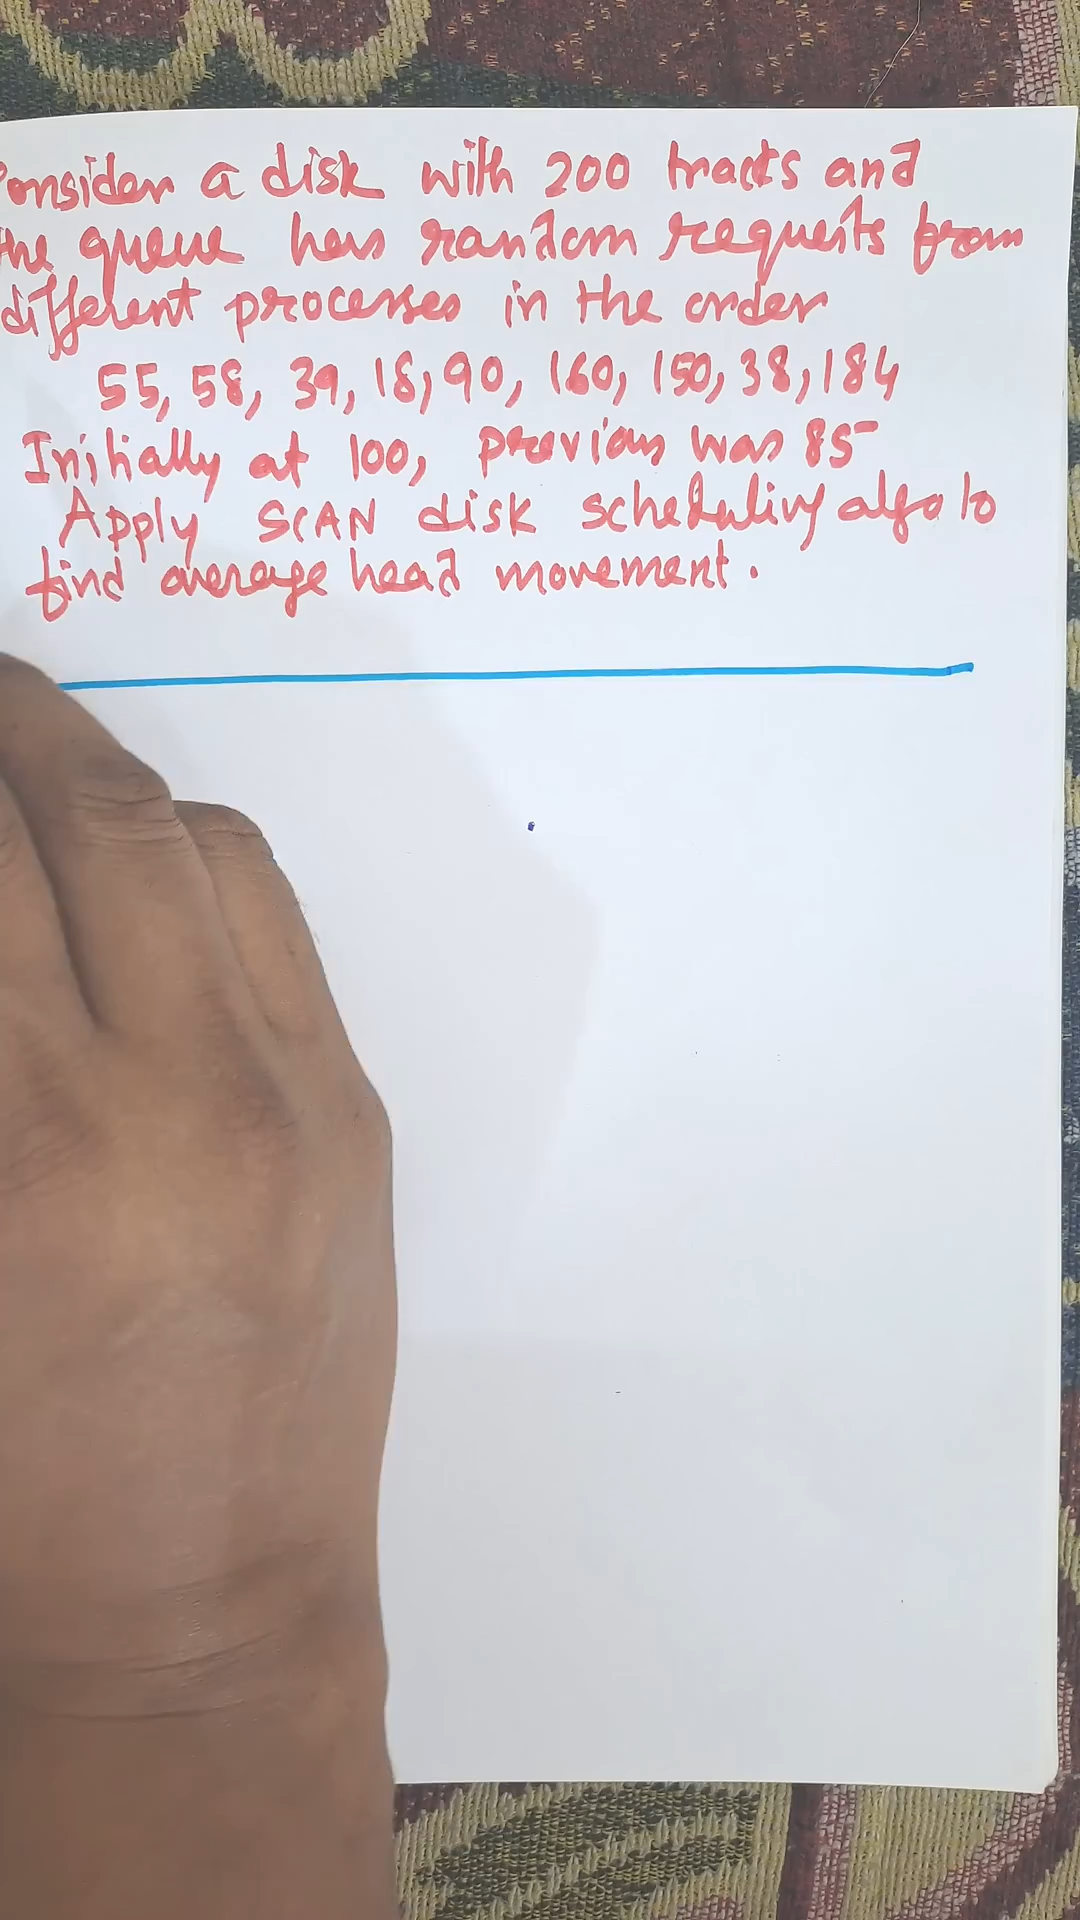 Consider a disk with 200 tracts and
the queue has random requests from
different processes in the order
55, 58, 39, 18, 90, 160, 150, 38, 184
Initially at 100, previous was 85
Apply SCAN disk scheduling algo to
find average head movement.